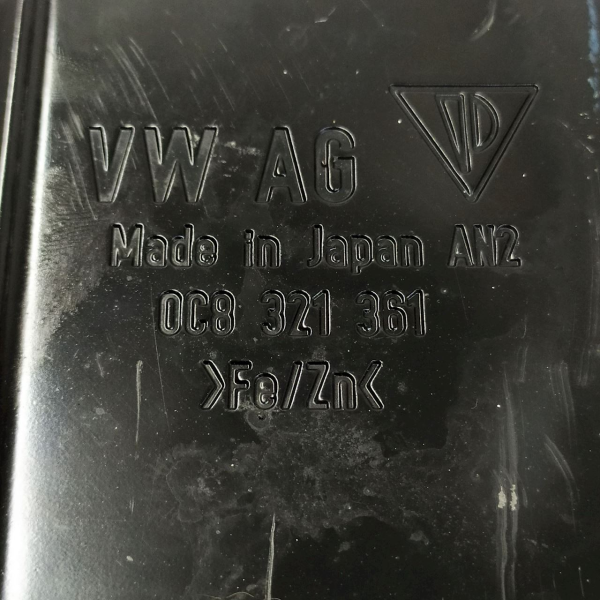 VW AG
Made in Japan AN2
0C8 321 361
>Fe/Zn<